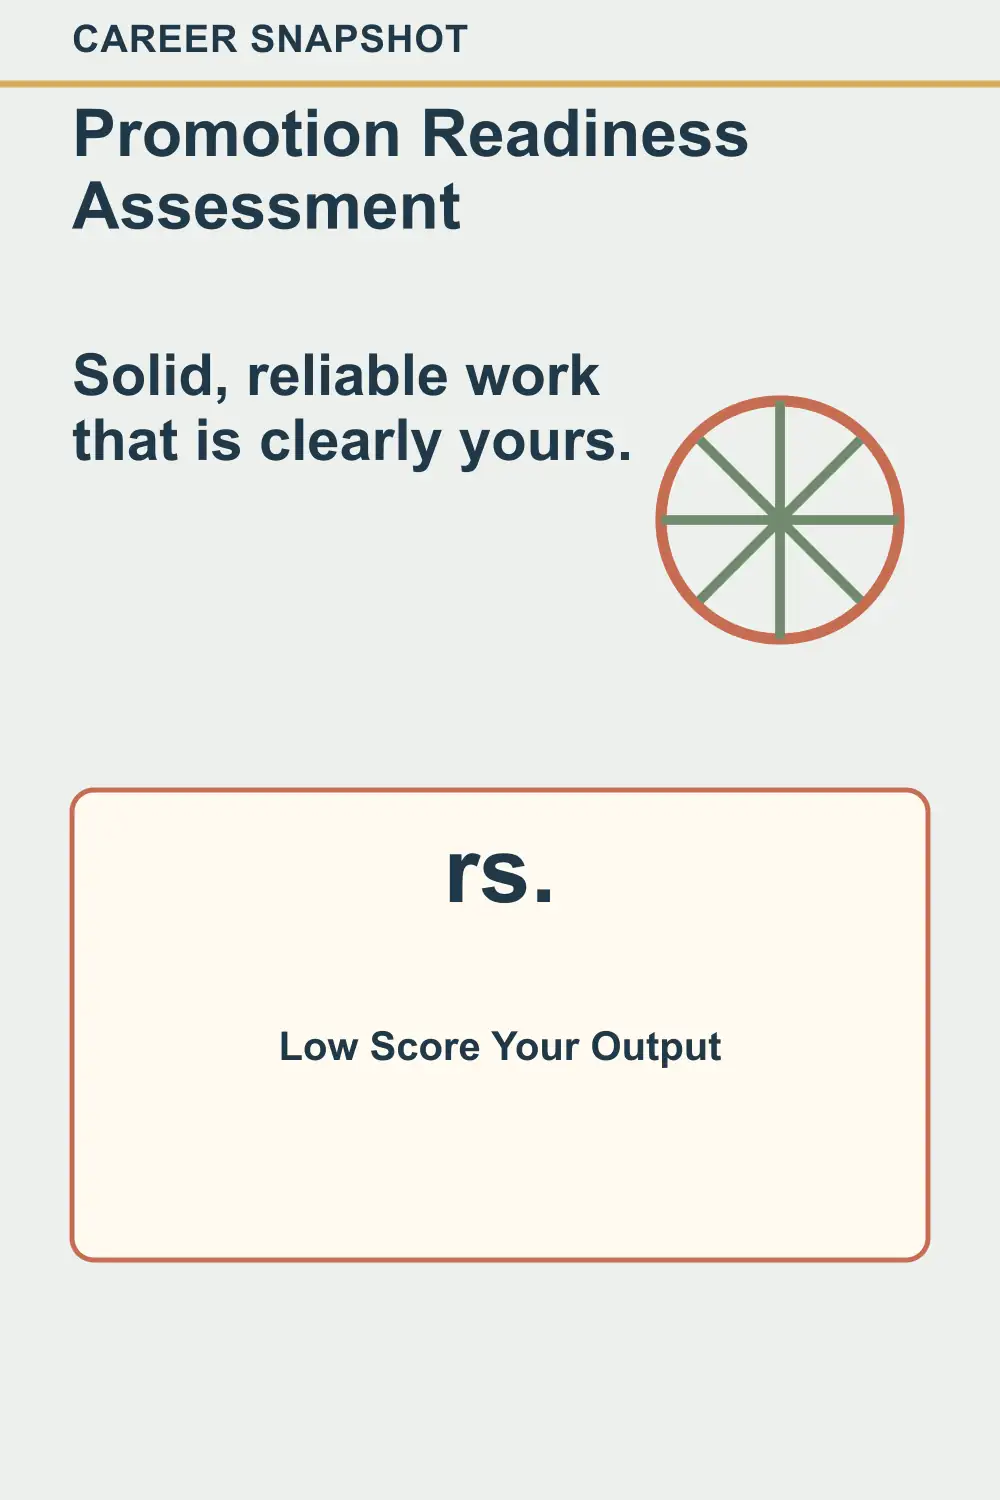 CAREER SNAPSHOT
Promotion Readiness
Assessment
Solid, reliable work
that is clearly yours.
rs.
Low Score Your Output